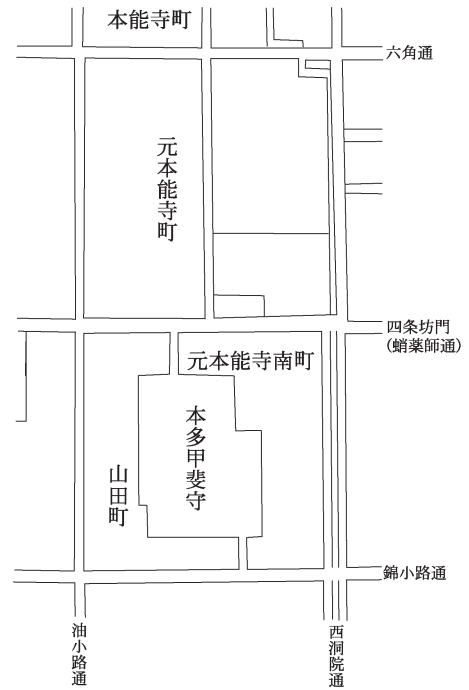 本能寺町
六角通
元本能寺町
四条坊門
(蛸薬師通)
元本能寺南町
本多甲斐守
山田町
錦小路通
油小路通
西洞院通